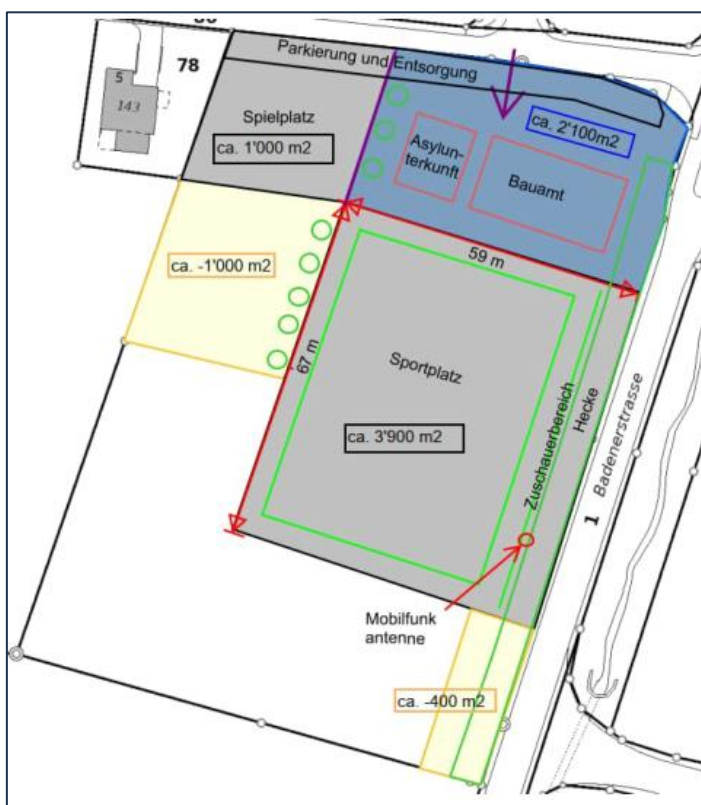 Parkierung und Entsorgung
5
78
143
Spielplatz
ca. 1'000 m2
ca. 2'100m2
Asylun-
terkunft
Bauamt
ca. -1'000 m2
59 m
67 m
Sportplatz
ca. 3'900 m2
Zuschauerbereich
Hecke
1 Badenerstrasse
Mobilfunk
antenne
ca. -400 m2